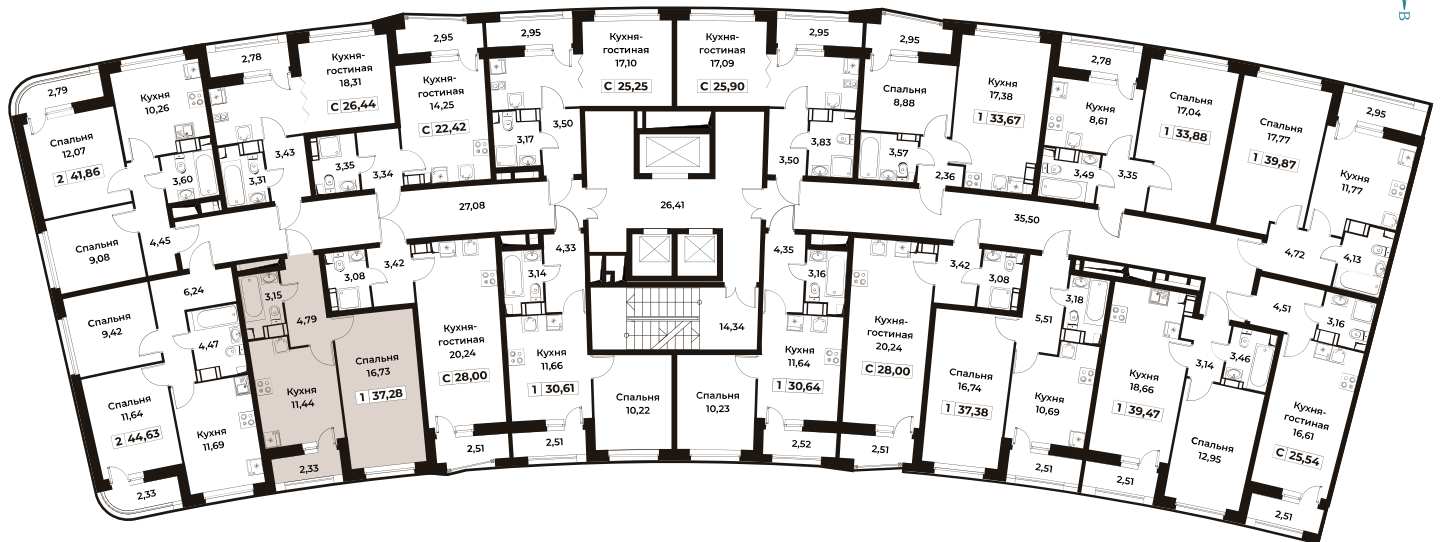 В
2,79
Спальня
12,07
2 41,86
Кухня
10,26
3,60
Спальня
9,08
4,45
2,78
Кухня-
гостиная
18,31
С 26,44
3,43
3,31
2,95
Кухня-
гостиная
14,25
С 22,42
3,35
3,34
2,95
Кухня-
гостиная
17,10
С 25,25
3,50
3,17
Кухня-
гостиная
17,09
С 25,90
2,95
3,50
3,83
2,95
Спальня
8,88
Кухня
17,38
1 33,67
3,57
2,36
2,78
Кухня
8,61
Спальня
17,04
1 33,88
3,49
3,35
Спальня
17,77
1 39,87
2,95
Кухня
11,77
4,72
4,13
27,08
26,41
35,50
14,34
6,24
Спальня
9,42
4,47
Спальня
11,64
2 44,63
Кухня
11,69
2,33
3,15
4,79
Кухня
11,44
Спальня
16,73
1 37,28
2,33
3,08
3,42
Кухня-
гостиная
20,24
С 28,00
2,51
4,33
3,14
Кухня
11,66
1 30,61
Спальня
10,22
2,51
4,35
3,16
Кухня
11,64
1 30,64
Спальня
10,23
2,52
3,42
3,08
Кухня-
гостиная
20,24
С 28,00
2,51
3,18
5,51
Спальня
16,74
1 37,38
Кухня
10,69
2,51
Кухня
18,66
1 39,47
3,14
3,46
Спальня
12,95
2,51
4,51
3,16
Кухня-
гостиная
16,61
С 25,54
2,51